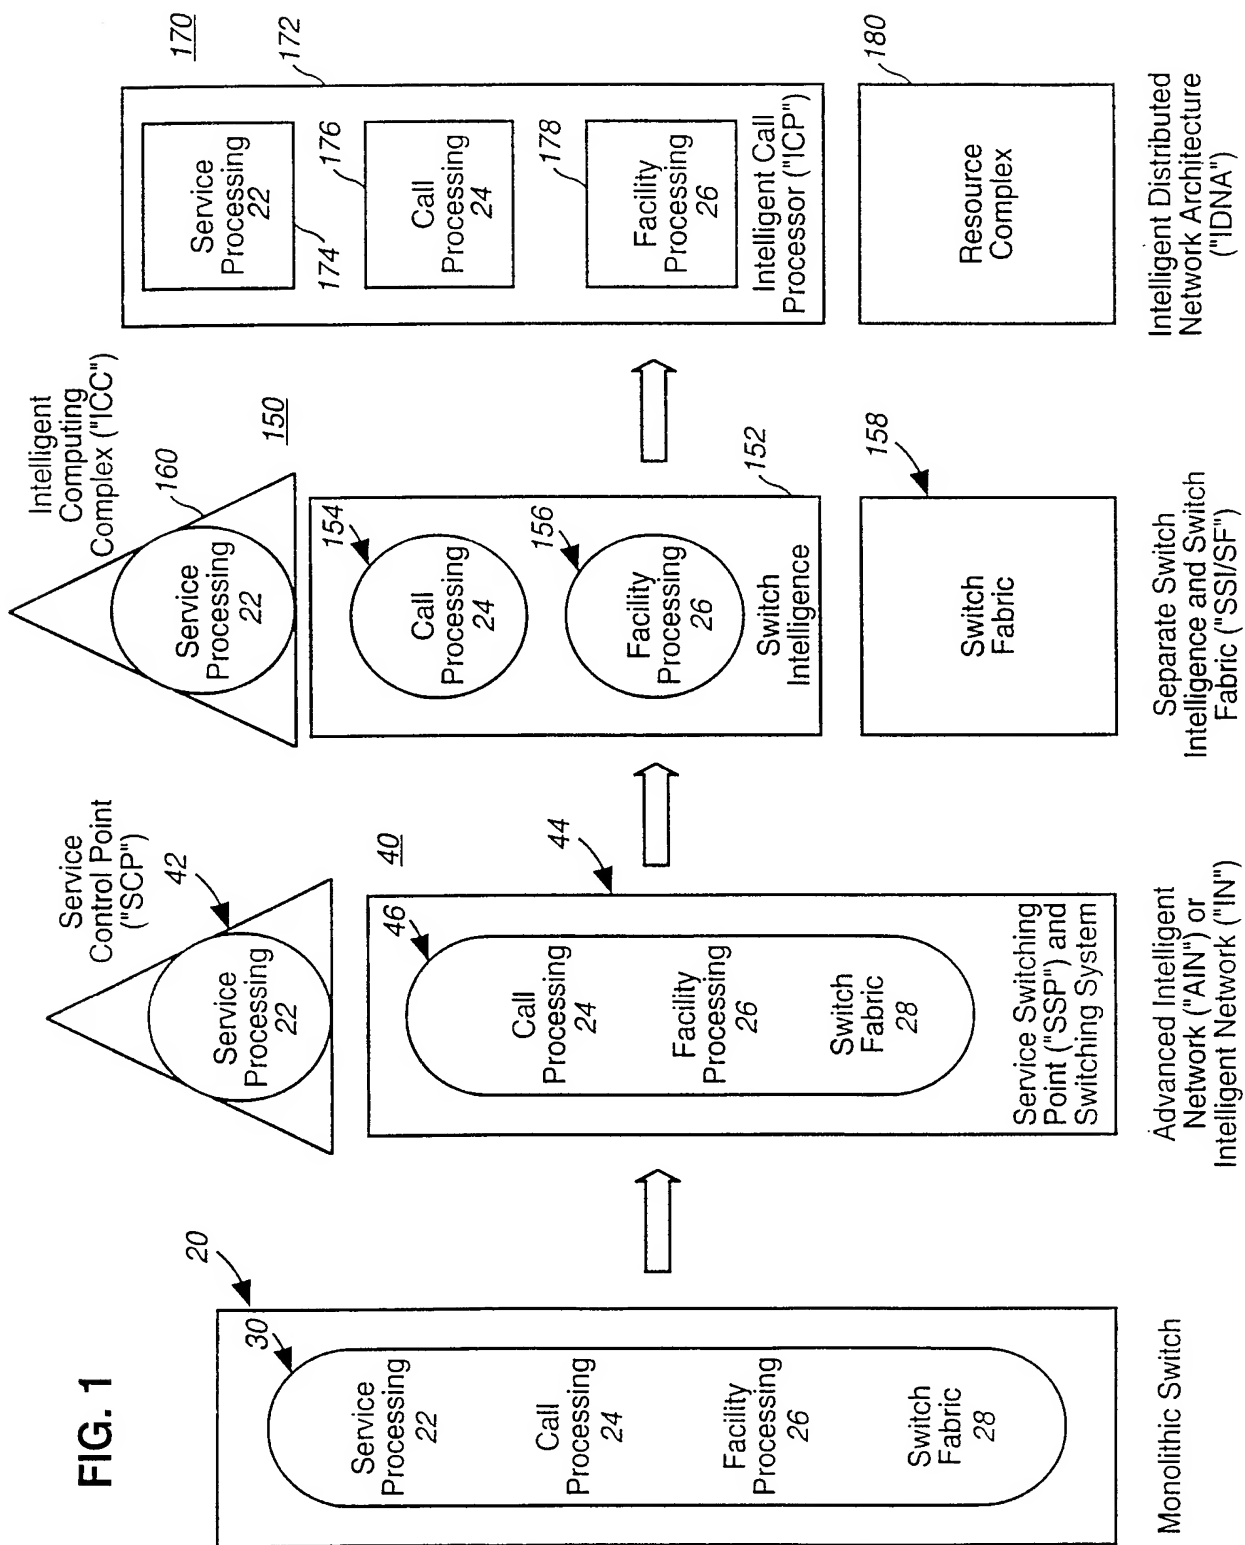 FIG. 1
20
30
Service
Processing
22
Call
Processing
24
Facility
Processing
26
Switch
Fabric
28
Monolithic Switch
Service
Control Point
("SCP")
42
Service
Processing
22
40
44
46
Call
Processing
24
Facility
Processing
26
Switch
Fabric
28
Service Switching
Point ("SSP") and
Switching System
Advanced Intelligent
Network ("AIN") or
Intelligent Network ("IN")
Intelligent
Computing
Complex ("ICC")
160
Service
Processing
22
150
154
Call
Processing
24
156
Facility
Processing
26
Switch
Intelligence
152
158
Switch
Fabric
Separate Switch
Intelligence and Switch
Fabric ("SSI/SF")
170
172
Service
Processing
22
174
176
Call
Processing
24
178
Facility
Processing
26
Intelligent Call
Processor ("ICP")
180
Resource
Complex
Intelligent Distributed
Network Architecture
("IDNA")